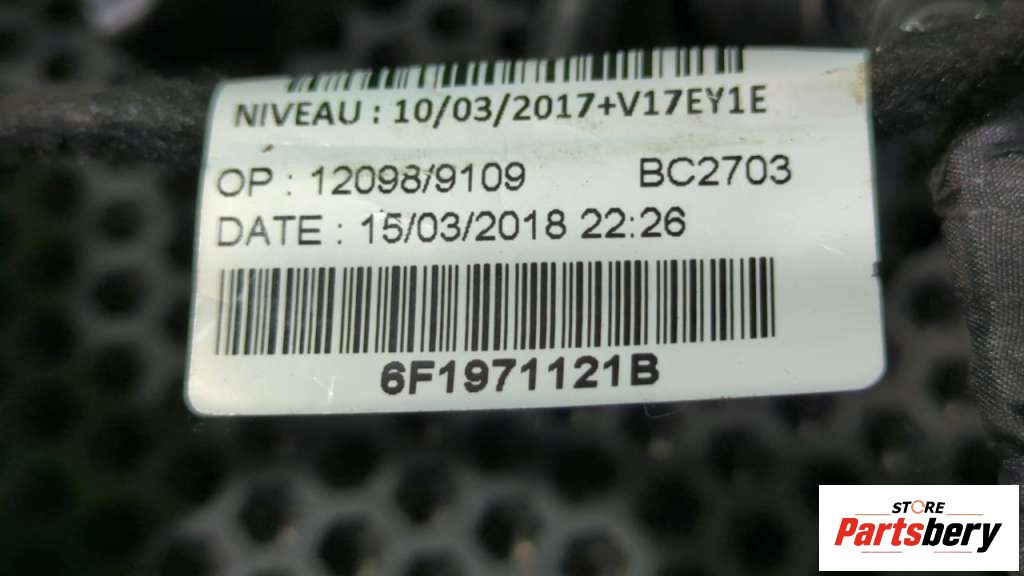 NIVEAU : 10/03/2017+V17EY1E
OP : 12098/9109 BC2703
DATE : 15/03/2018 22:26
6F1971121B
STORE
Partsbery